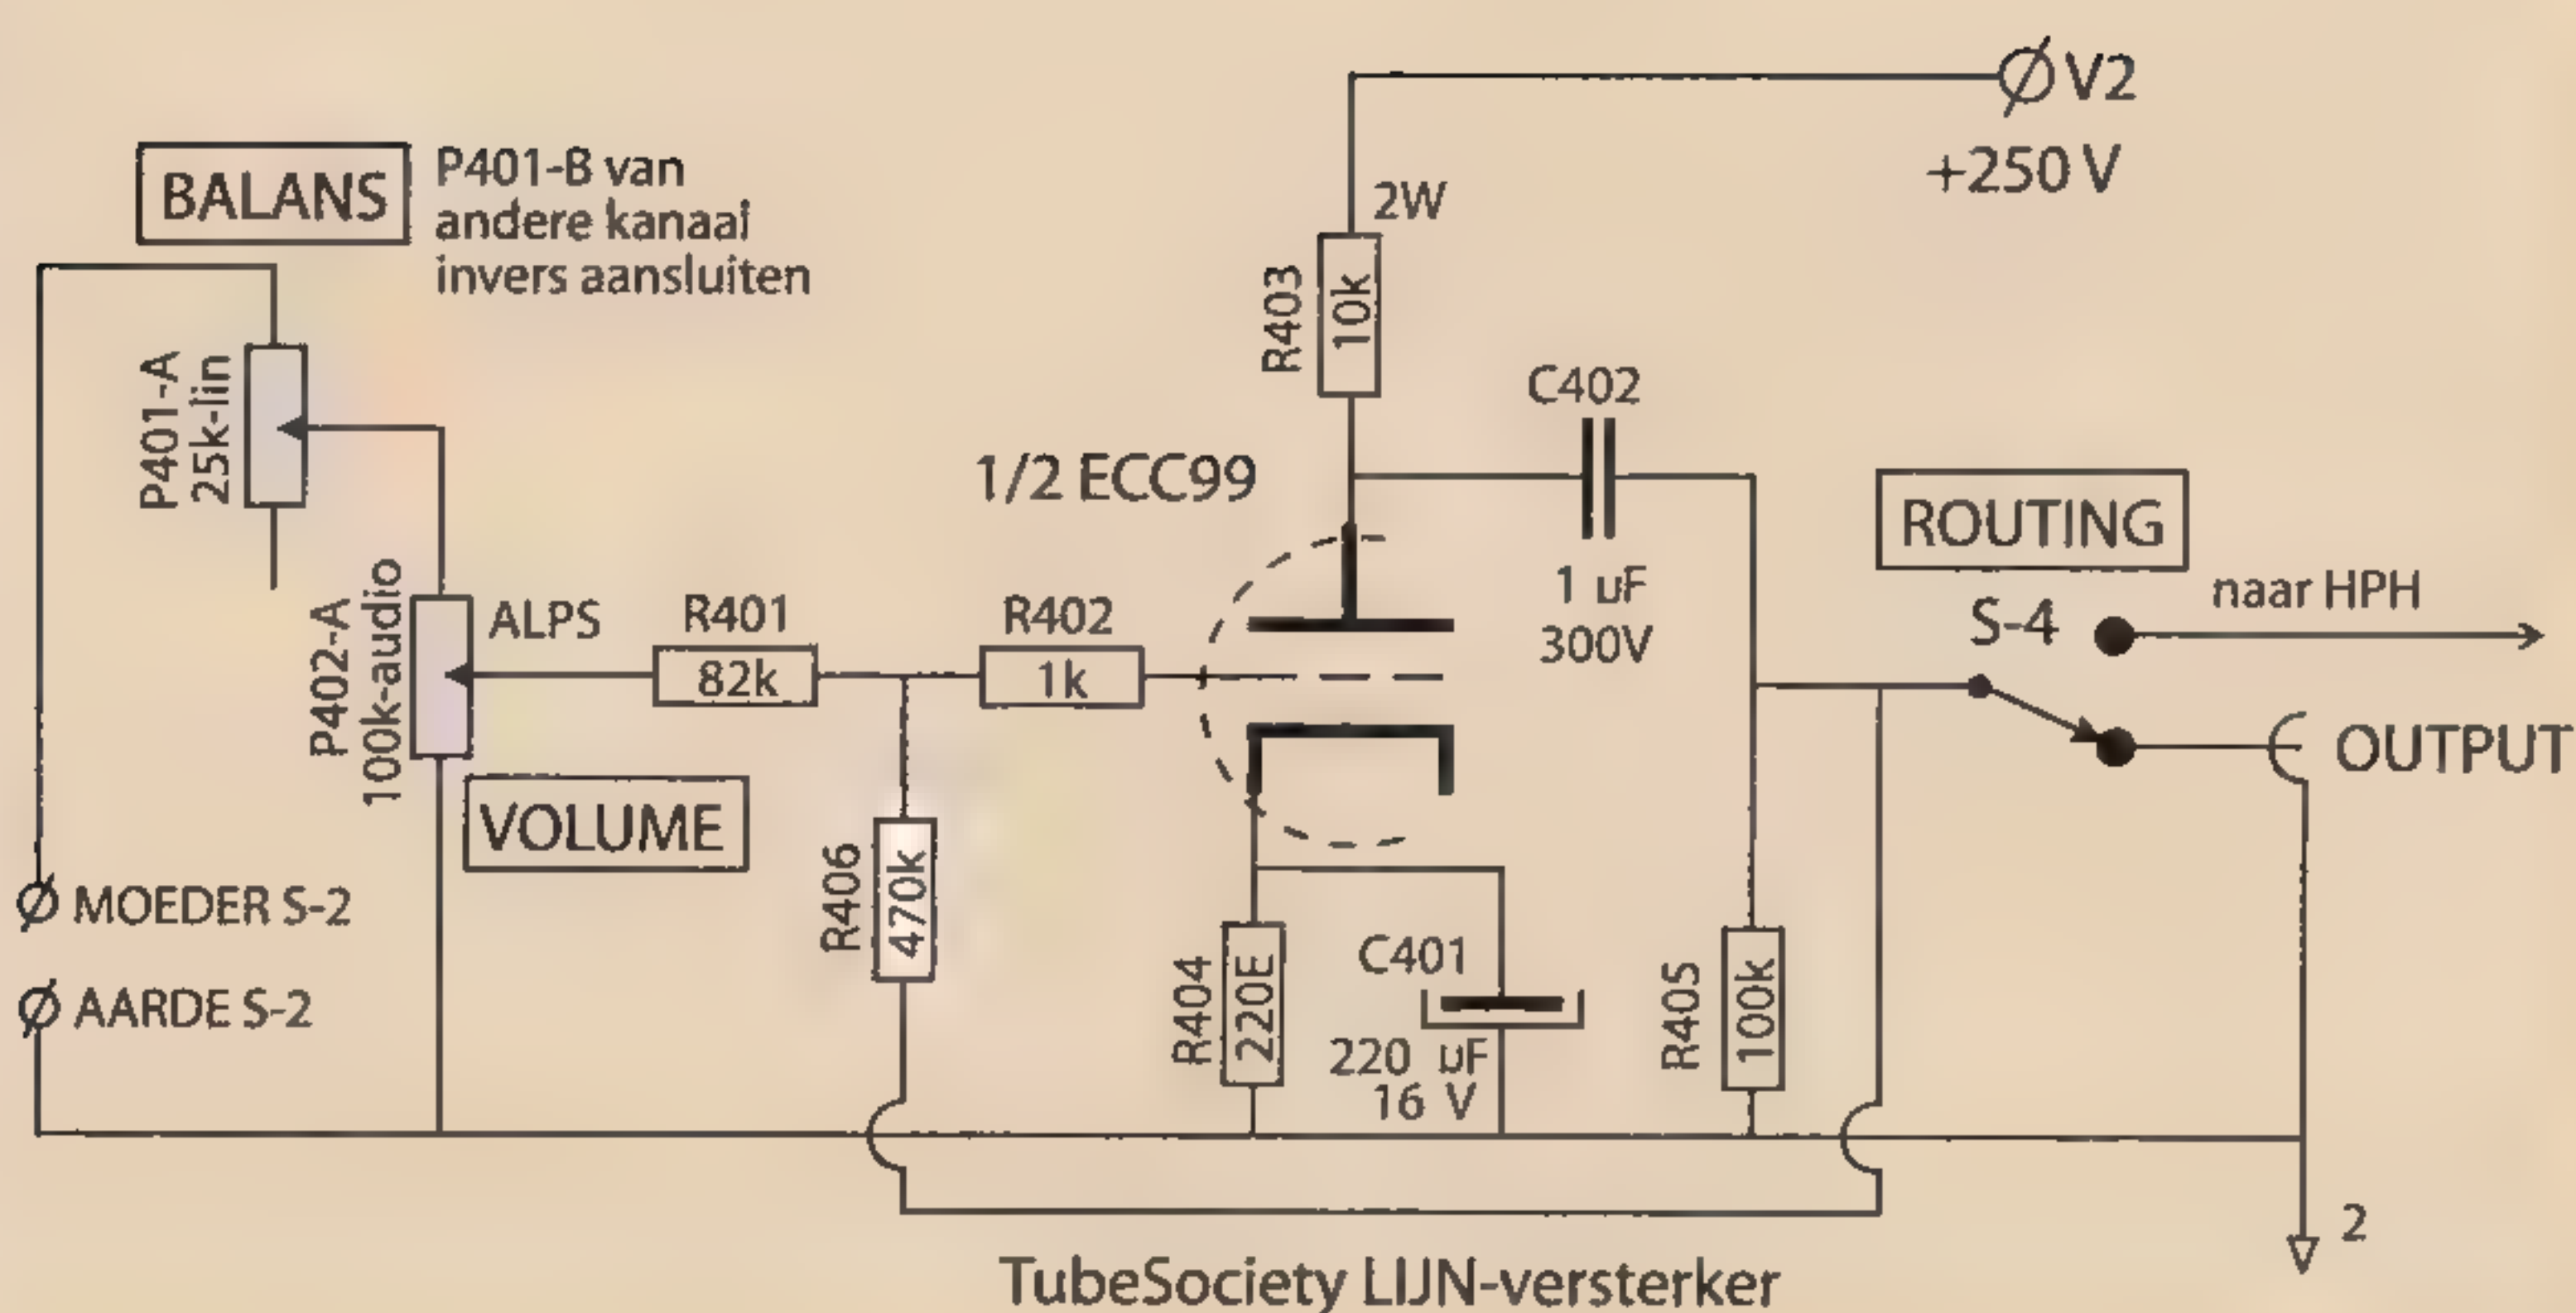 V2
+250 V
BALANS
P401-B van
andere kanaal
invers aansluiten
2W
R403
10k
P401-A
25k-lin
C402
1 uF
300V
1/2 ECC99
ROUTING
S-4
naar HPH
OUTPUT
P402-A
100k-audio
ALPS
R401
82k
R402
1k
VOLUME
R406
470k
MOEDER S-2
AARDE S-2
R404
220E
C401
220 uF
16 V
R405
100k
2
TubeSociety LIJN-versterker